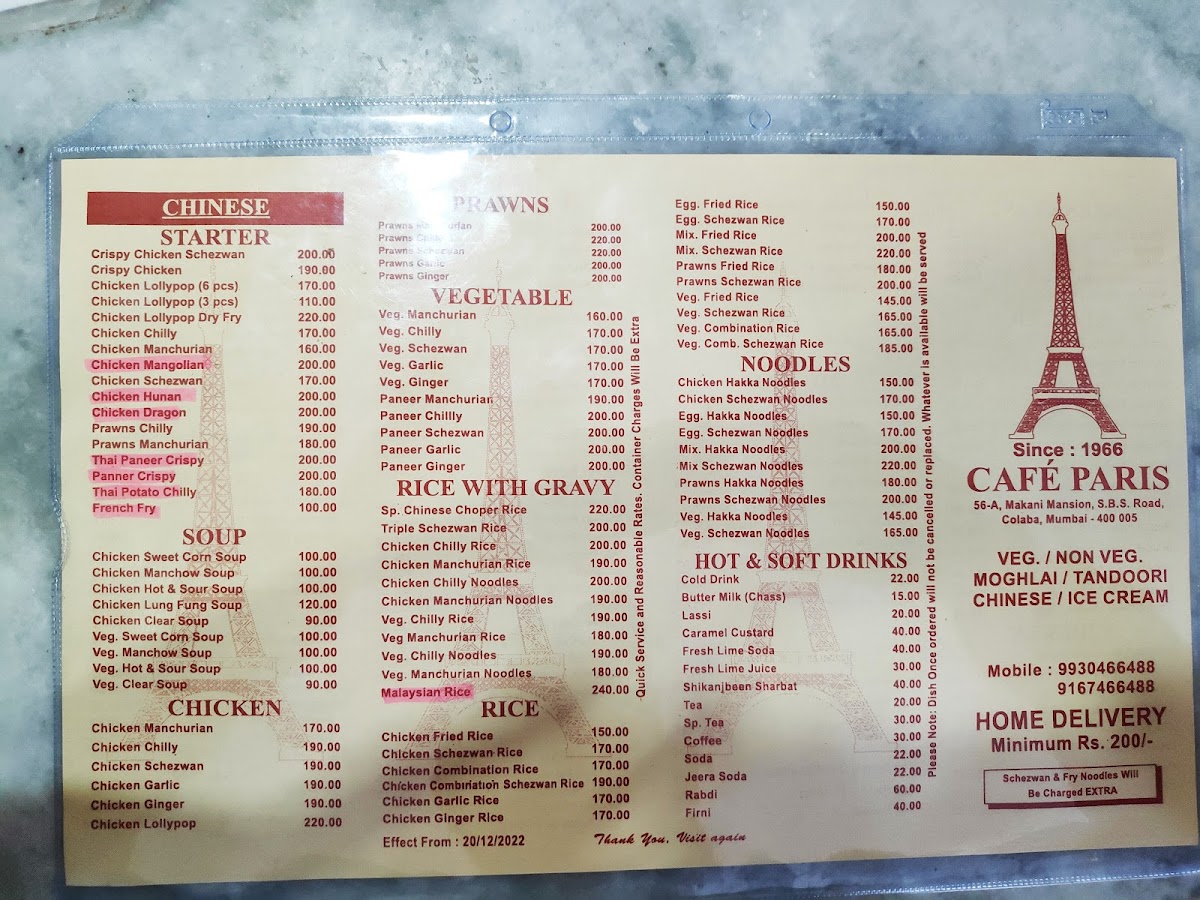 CHINESE
STARTER
Crispy Chicken Schezwan 200.00
Crispy Chicken 190.00
Chicken Lollypop (6 pcs) 170.00
Chicken Lollypop (3 pcs) 110.00
Chicken Lollypop Dry Fry 220.00
Chicken Chilly 170.00
Chicken Manchurian 160.00
Chicken Mangolian 200.00
Chicken Schezwan 170.00
Chicken Hunan 200.00
Chicken Dragon 200.00
Prawns Chilly 190.00
Prawns Manchurian 180.00
Thai Paneer Crispy 200.00
Panner Crispy 200.00
Thai Potato Chilly 180.00
French Fry 100.00
SOUP
Chicken Sweet Corn Soup 100.00
Chicken Manchow Soup 100.00
Chicken Hot & Sour Soup 100.00
Chicken Lung Fung Soup 120.00
Chicken Clear Soup 90.00
Veg. Sweet Corn Soup 100.00
Veg. Manchow Soup 100.00
Veg. Hot & Sour Soup 100.00
Veg. Clear Soup 90.00
CHICKEN
Chicken Manchurian 170.00
Chicken Chilly 190.00
Chicken Schezwan 190.00
Chicken Garlic 190.00
Chicken Ginger 190.00
Chicken Lollypop 220.00
PRAWNS
Prawns Manchurian 200.00
Prawns 220.00
Prawns Schezwan 220.00
Prawns Garlic 200.00
Prawns Ginger 200.00
VEGETABLE
Veg. Manchurian 160.00
Veg. Chilly 170.00
Veg. Schezwan 170.00
Veg. Garlic 170.00
Veg. Ginger 170.00
Paneer Manchurian 190.00
Paneer Chillly 200.00
Paneer Schezwan 200.00
Paneer Garlic 200.00
Paneer Ginger 200.00
RICE WITH GRAVY
Sp. Chinese Choper Rice 220.00
Triple Schezwan Rice 200.00
Chicken Chilly Rice 200.00
Chicken Manchurian Rice 190.00
Chicken Chilly Noodles 200.00
Chicken Manchurian Noodles 190.00
Veg. Chilly Rice 190.00
Veg Manchurian Rice 180.00
Veg. Chilly Noodles 190.00
Veg. Manchurian Noodles 180.00
Malaysian Rice 240.00
RICE
Chicken Fried Rice 150.00
Chicken Schezwan Rice 170.00
Chicken Combination Rice 170.00
Chicken Combination Schezwan Rice 190.00
Chicken Garlic Rice 170.00
Chicken Ginger Rice 170.00
Effect From : 20/12/2022
Quick Service and Reasonable Rates. Container Charges Will Be Extra
Egg. Fried Rice 150.00
Egg. Schezwan Rice 170.00
Mix. Fried Rice 200.00
Mix. Schezwan Rice 220.00
Prawns Fried Rice 180.00
Prawns Schezwan Rice 200.00
Veg. Fried Rice 145.00
Veg. Schezwan Rice 165.00
Veg. Combination Rice 165.00
Veg. Comb. Schezwan Rice 185.00
NOODLES
Chicken Hakka Noodles 150.00
Chicken Schezwan Noodles 170.00
Egg. Hakka Noodles 150.00
Egg. Schezwan Noodles 170.00
Mix. Hakka Noodles 200.00
Mix Schezwan Noodles 220.00
Prawns Hakka Noodles 180.00
Prawns Schezwan Noodles 200.00
Veg. Hakka Noodles 145.00
Veg. Schezwan Noodles 165.00
HOT & SOFT DRINKS
Cold Drink 22.00
Butter Milk (Chass) 15.00
Lassi 20.00
Caramel Custard 40.00
Fresh Lime Soda 40.00
Fresh Lime Juice 30.00
Shikanjbeen Sharbat 40.00
Tea 20.00
Sp. Tea 30.00
Coffee 30.00
Soda 22.00
Jeera Soda 22.00
Rabdi 60.00
Firni 40.00
Thank You, Visit again
Please Note: Dish Once ordered will not be cancelled or replaced. Whatever is available will be served
Since : 1966
CAFÉ PARIS
56-A, Makani Mansion, S.B.S. Road,
Colaba, Mumbai - 400 005
VEG. / NON VEG.
MOGHLAI / TANDOORI
CHINESE / ICE CREAM
Mobile : 9930466488
9167466488
HOME DELIVERY
Minimum Rs. 200/-
Schezwan & Fry Noodles Will
Be Charged EXTRA